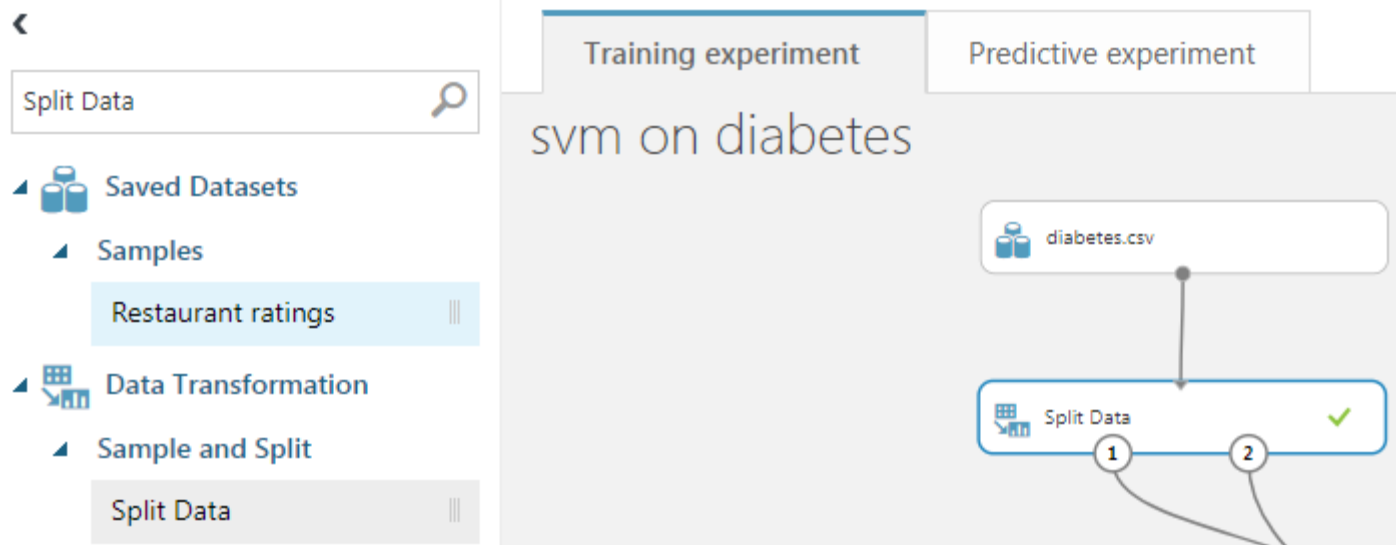 Split Data
Saved Datasets
Samples
Restaurant ratings
Data Transformation
Sample and Split
Split Data
Training experiment
Predictive experiment
svm on diabetes
diabetes.csv
Split Data
1
2